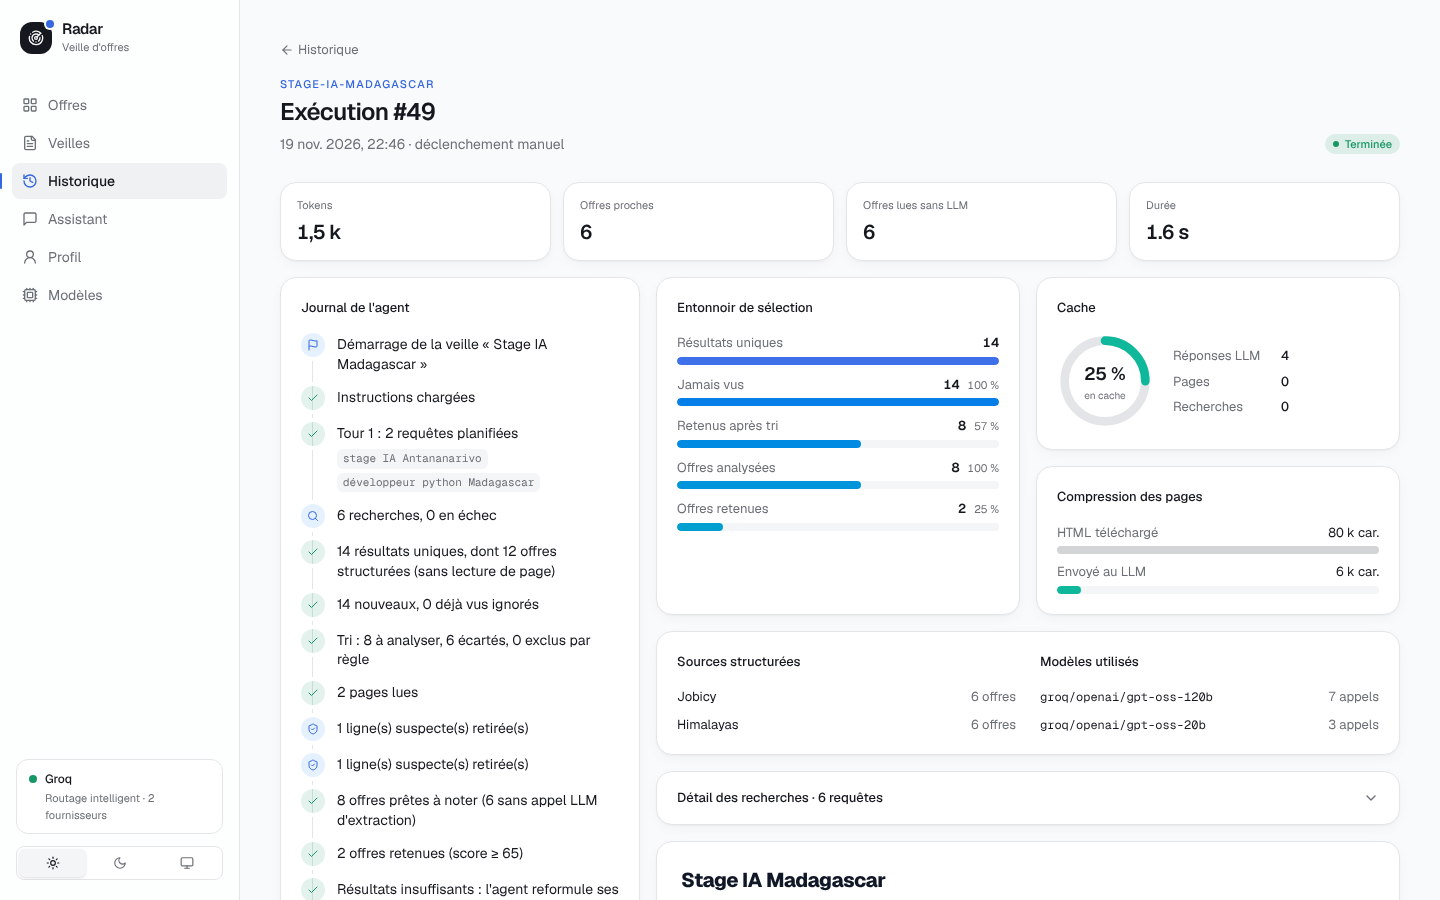 Radar
Veille d'offres
Offres
Veilles
Historique
Assistant
Profil
Modèles
Groq
Routage intelligent · 2
fournisseurs
Historique
STAGE-IA-MADAGASCAR
Exécution #49
19 nov. 2026, 22:46 · déclenchement manuel
Terminée
Tokens
1,5 k
Offres proches
6
Offres lues sans LLM
6
Durée
1.6 s
Journal de l'agent
Démarrage de la veille « Stage IA
Madagascar »
Instructions chargées
Tour 1 : 2 requêtes planifiées
stage IA Antananarivo
développeur python Madagascar
6 recherches, 0 en échec
14 résultats uniques, dont 12 offres
structurées (sans lecture de page)
14 nouveaux, 0 déjà vus ignorés
Tri : 8 à analyser, 6 écartés, 0 exclus par
règle
2 pages lues
1 ligne(s) suspecte(s) retirée(s)
1 ligne(s) suspecte(s) retirée(s)
8 offres prêtes à noter (6 sans appel LLM
d'extraction)
2 offres retenues (score ≥ 65)
Résultats insuffisants : l'agent reformule ses
Entonnoir de sélection
Résultats uniques 14
Jamais vus 14 100 %
Retenus après tri 8 57 %
Offres analysées 8 100 %
Offres retenues 2 25 %
Cache
25 %
en cache
Réponses LLM 4
Pages 0
Recherches 0
Compression des pages
HTML téléchargé 80 k car.
Envoyé au LLM 6 k car.
Sources structurées
Jobicy 6 offres
Himalayas 6 offres
Modèles utilisés
groq/openai/gpt-oss-120b 7 appels
groq/openai/gpt-oss-20b 3 appels
Détail des recherches · 6 requêtes
Stage IA Madagascar